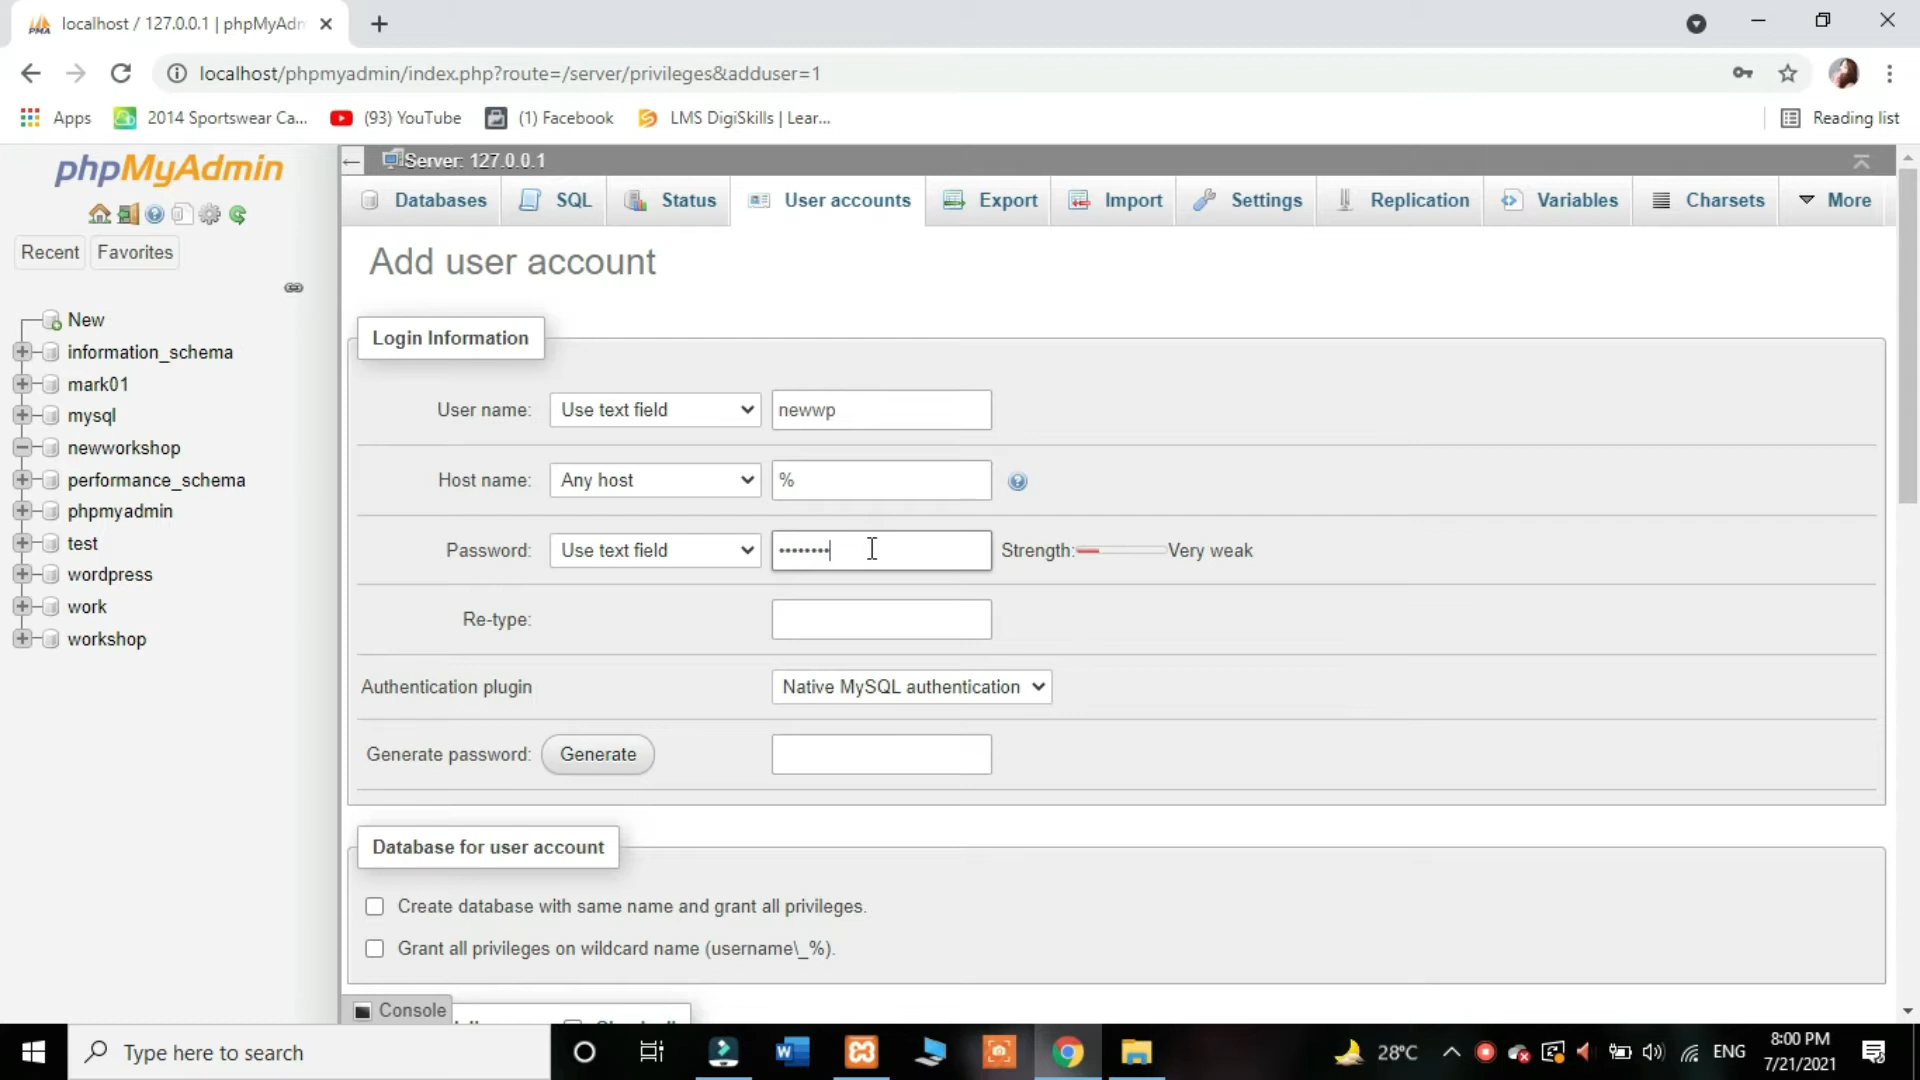 localhost / 127.0.0.1 | phpMyAdm
localhost/phpmyadmin/index.php?route=/server/privileges&adduser=1
Apps
2014 Sportswear Ca...
(93) YouTube
(1) Facebook
LMS DigiSkills | Lear...
Reading list
phpMyAdmin
Recent
Favorites
New
information_schema
mark01
mysql
newworkshop
performance_schema
phpmyadmin
test
wordpress
work
workshop
Server: 127.0.0.1
Databases
SQL
Status
User accounts
Export
Import
Settings
Replication
Variables
Charsets
More
Add user account
Login Information
User name:
Use text field
newwp
Host name:
Any host
%
Password:
Use text field
••••••••
Strength:
Very weak
Re-type:
Authentication plugin
Native MySQL authentication
Generate password:
Generate
Database for user account
Create database with same name and grant all privileges.
Grant all privileges on wildcard name (username\_%).
Console
Type here to search
28°C
ENG
8:00 PM
7/21/2021